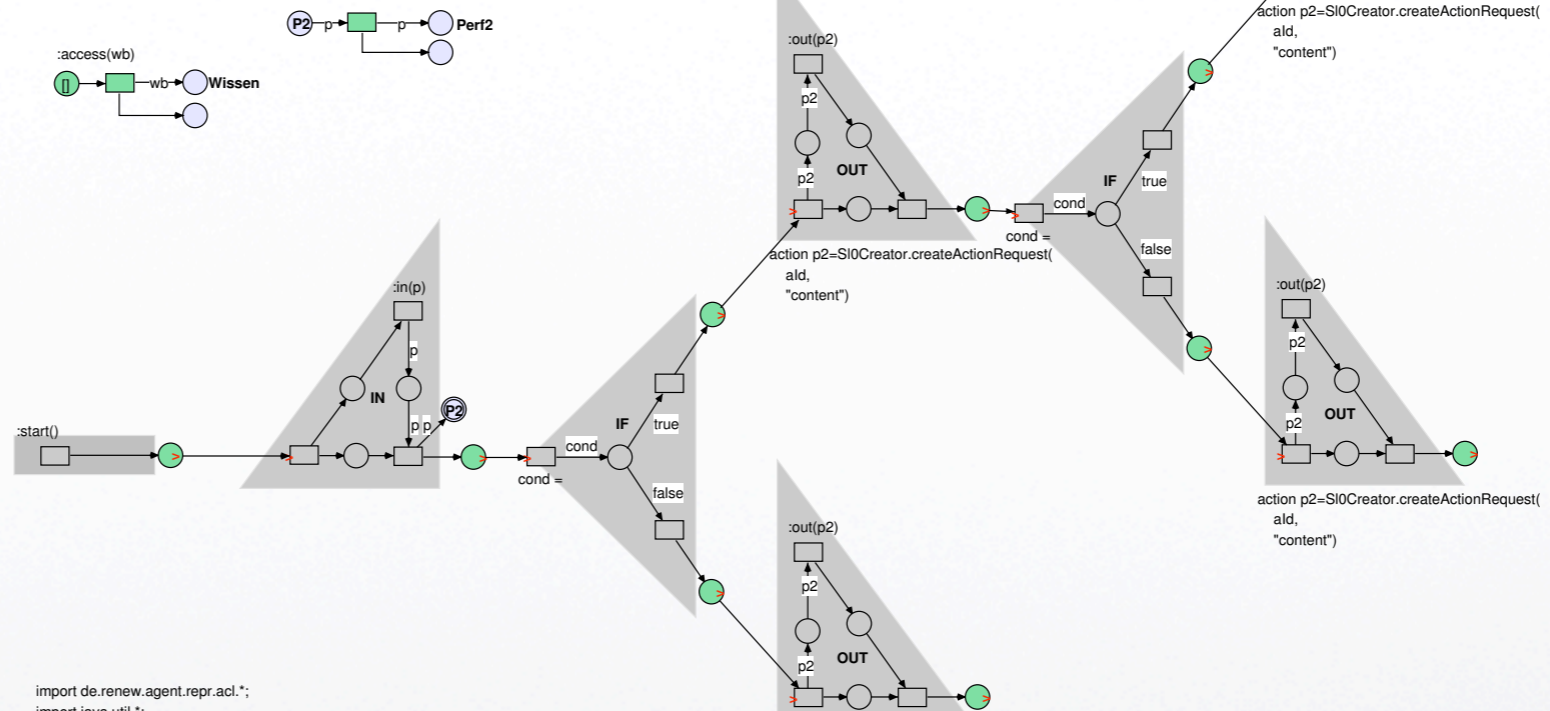 P2
p
p
Perf2
:access(wb)
[]
wb
Wissen
:start()
:in(p)
p
IN
p
p
P2
cond =
cond
IF
true
false
:out(p2)
p2
p2
OUT
action p2=Sl0Creator.createActionRequest(
aId,
"content")
:out(p2)
p2
p2
OUT
cond =
cond
IF
true
false
action p2=Sl0Creator.createActionRequest(
aId,
"content")
:out(p2)
p2
p2
OUT
action p2=Sl0Creator.createActionRequest(
aId,
"content")
import de.renew.agent.repr.acl.*;
import java.util.*;